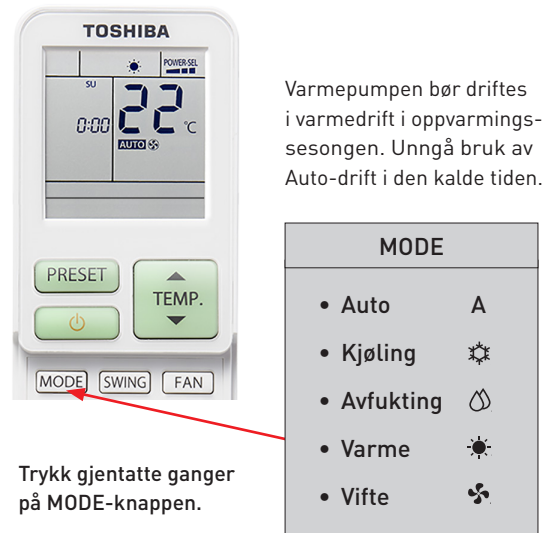 TOSHIBA
POWER-SEL
SU
0:00 22 °C
AUTO
PRESET
TEMP.
MODE SWING FAN
Varmepumpen bør driftes
i varmedrift i oppvarmings-
sesongen. Unngå bruk av
Auto-drift i den kalde tiden.
MODE
• Auto A
• Kjøling
• Avfukting
• Varme
• Vifte
Trykk gjentatte ganger
på MODE-knappen.